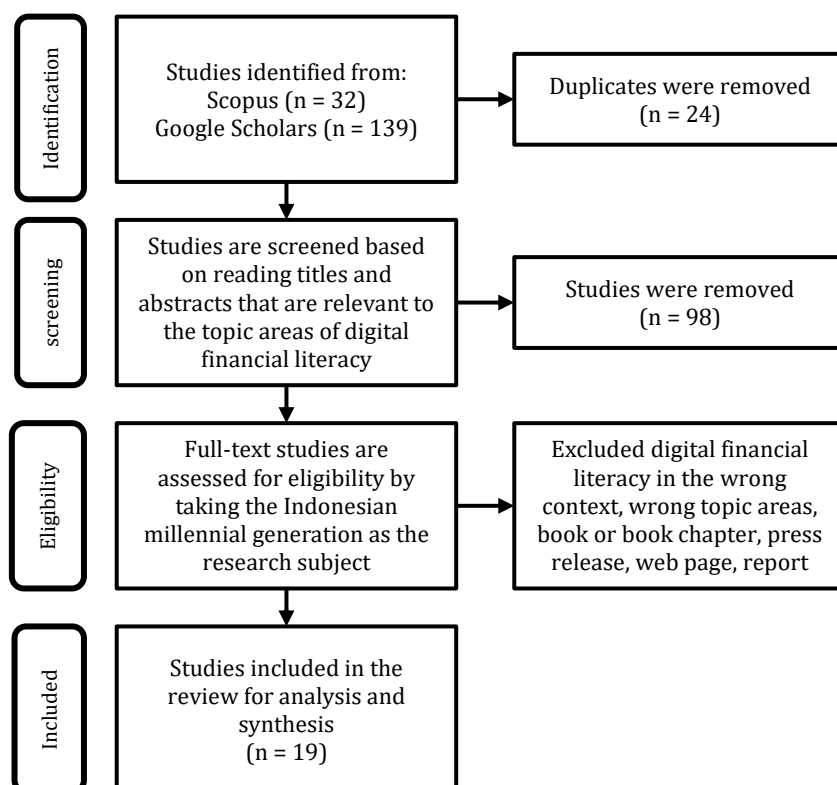 Identification
Studies identified from:
Scopus (n = 32)
Google Scholars (n = 139)
Duplicates were removed
(n = 24)
screening
Studies are screened based
on reading titles and
abstracts that are relevant to
the topic areas of digital
financial literacy
Studies were removed
(n = 98)
Eligibility
Full-text studies are
assessed for eligibility by
taking the Indonesian
millennial generation as the
research subject
Excluded digital financial
literacy in the wrong
context, wrong topic areas,
book or book chapter, press
release, web page, report
Included
Studies included in the
review for analysis and
synthesis
(n = 19)